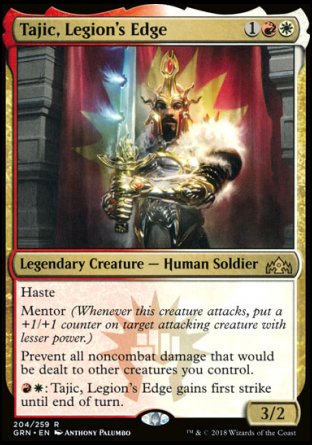 Tajic, Legion's Edge 1
Legendary Creature — Human Soldier
Haste
Mentor (Whenever this creature attacks, put a
+1/+1 counter on target attacking creature with
lesser power.)
Prevent all noncombat damage that would
be dealt to other creatures you control.
: Tajic, Legion's Edge gains first strike
until end of turn.
3/2
204/259 R
GRN • EN Anthony Palumbo
™ & © 2018 Wizards of the Coast